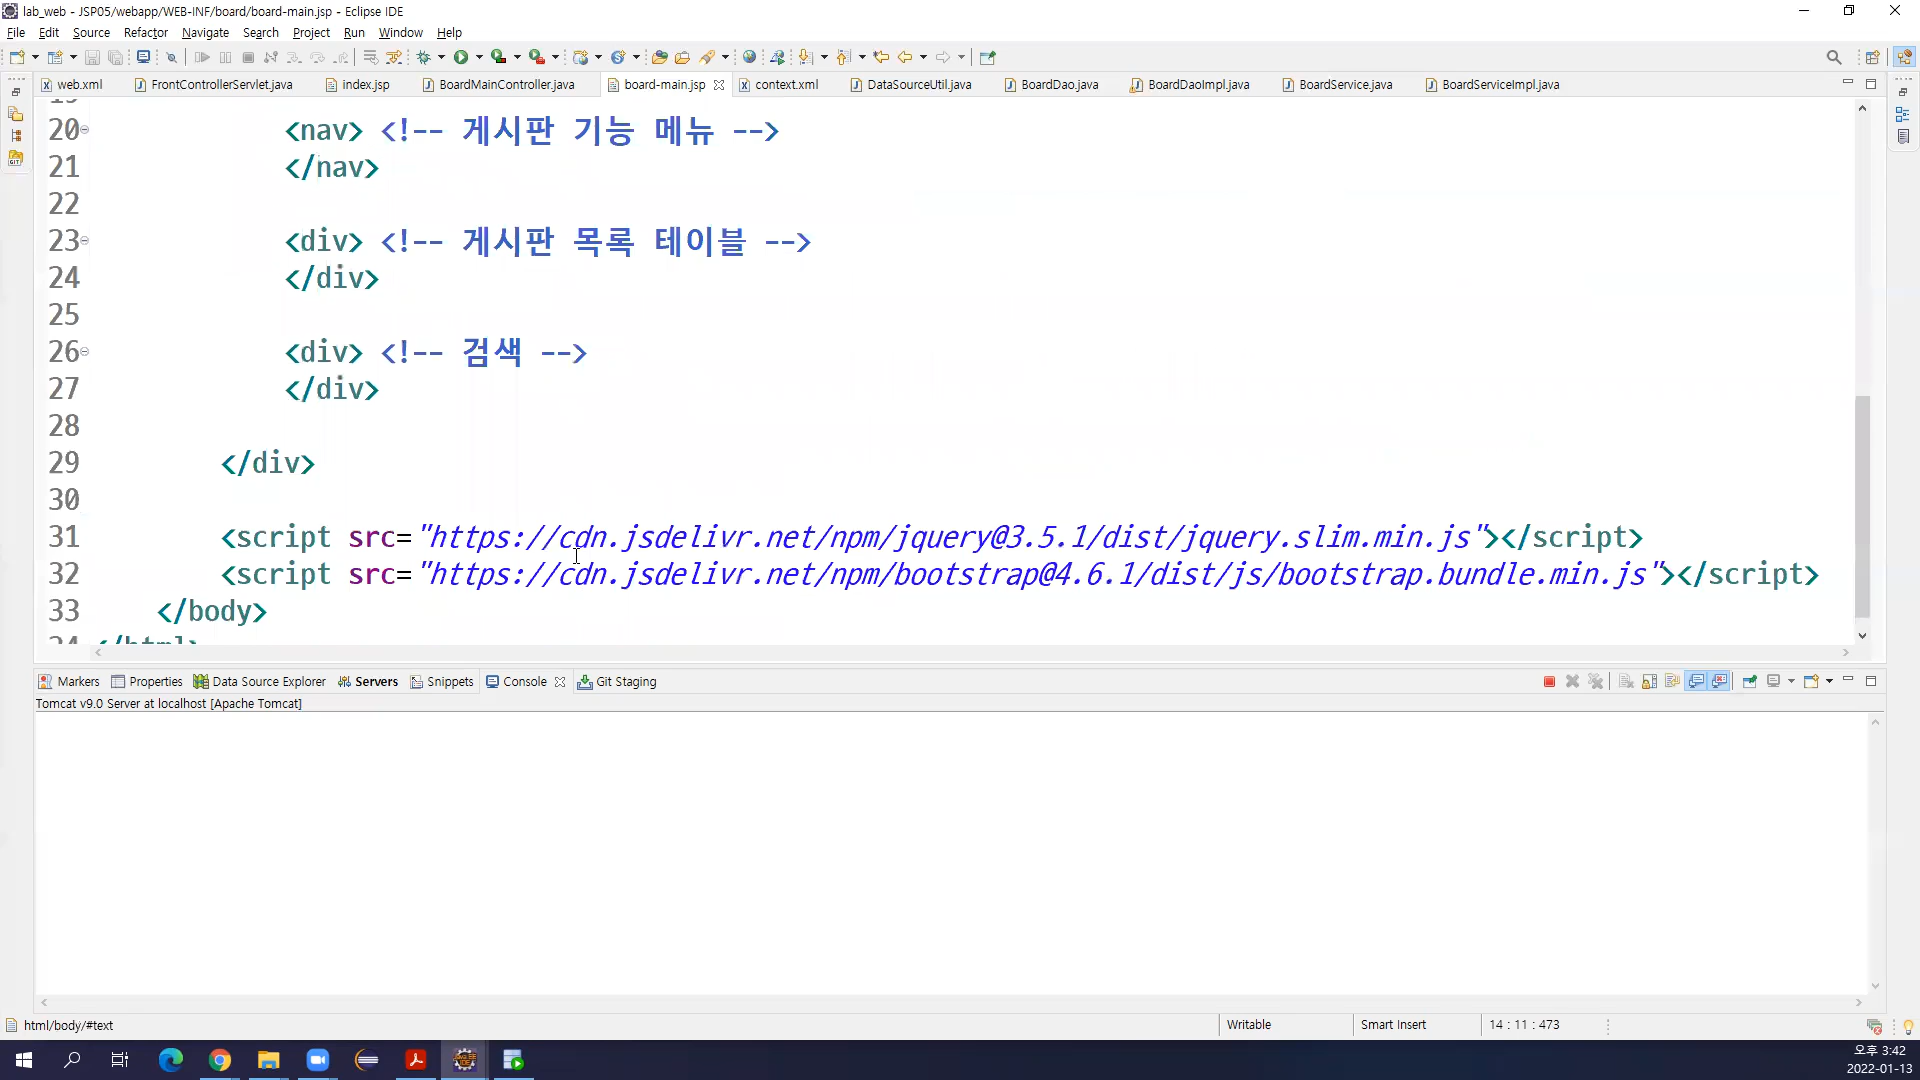 lab_web - JSP05/webapp/WEB-INF/board/board-main.jsp - Eclipse IDE
File Edit Source Refactor Navigate Search Project Run Window Help
web.xml FrontControllerServlet.java index.jsp BoardMainController.java board-main.jsp context.xml DataSourceUtil.java BoardDao.java BoardDaoImpl.java BoardService.java BoardServiceImpl.java
20 <nav> <!-- 게시판 기능 메뉴 -->
21 </nav>
22
23 <div> <!-- 게시판 목록 테이블 -->
24 </div>
25
26 <div> <!-- 검색 -->
27 </div>
28
29 </div>
30
31 <script src="https://cdn.jsdelivr.net/npm/jquery@3.5.1/dist/jquery.slim.min.js"></script>
32 <script src="https://cdn.jsdelivr.net/npm/bootstrap@4.6.1/dist/js/bootstrap.bundle.min.js"></script>
33 </body>
Markers Properties Data Source Explorer Servers Snippets Console Git Staging
Tomcat v9.0 Server at localhost [Apache Tomcat]
html/body/#text Writable Smart Insert 14 : 11 : 473
오후 3:42
2022-01-13